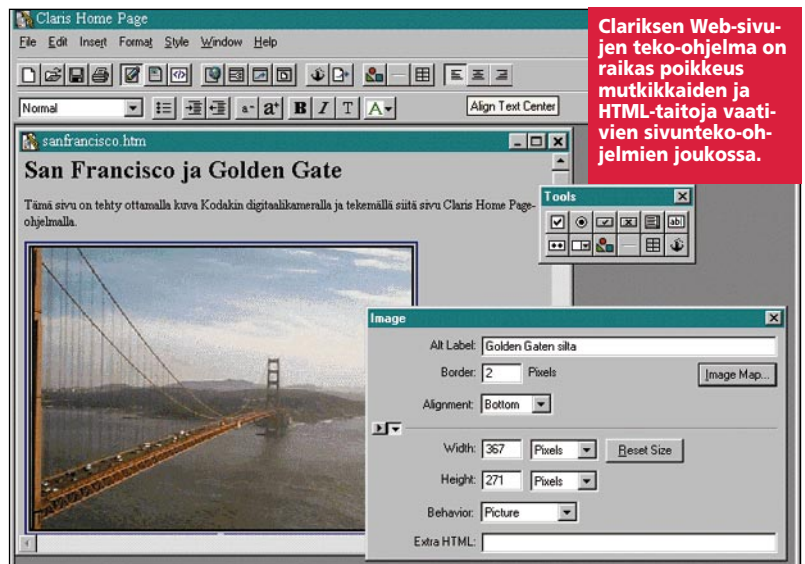 Claris Home Page
File Edit Insert Format Style Window Help
Normal
a- a+ B I T A
Align Text Center
Clariksen Web-sivu-
jen teko-ohjelma on
raikas poikkeus
mutkikkaiden ja
HTML-taitoja vaati-
vien sivunteko-oh-
jelmien joukossa.
sanfrancisco.htm
San Francisco ja Golden Gate
Tämä sivu on tehty ottamalla kuva Kodakin digitaalikameralla ja tekemällä siitä sivu Claris Home Page-
ohjelmalla.
Tools
ab|
Image
Alt Label: Golden Gaten silta
Border: 2 Pixels
Image Map...
Alignment: Bottom
Width: 367 Pixels
Reset Size
Height: 271 Pixels
Behavior: Picture
Extra HTML: